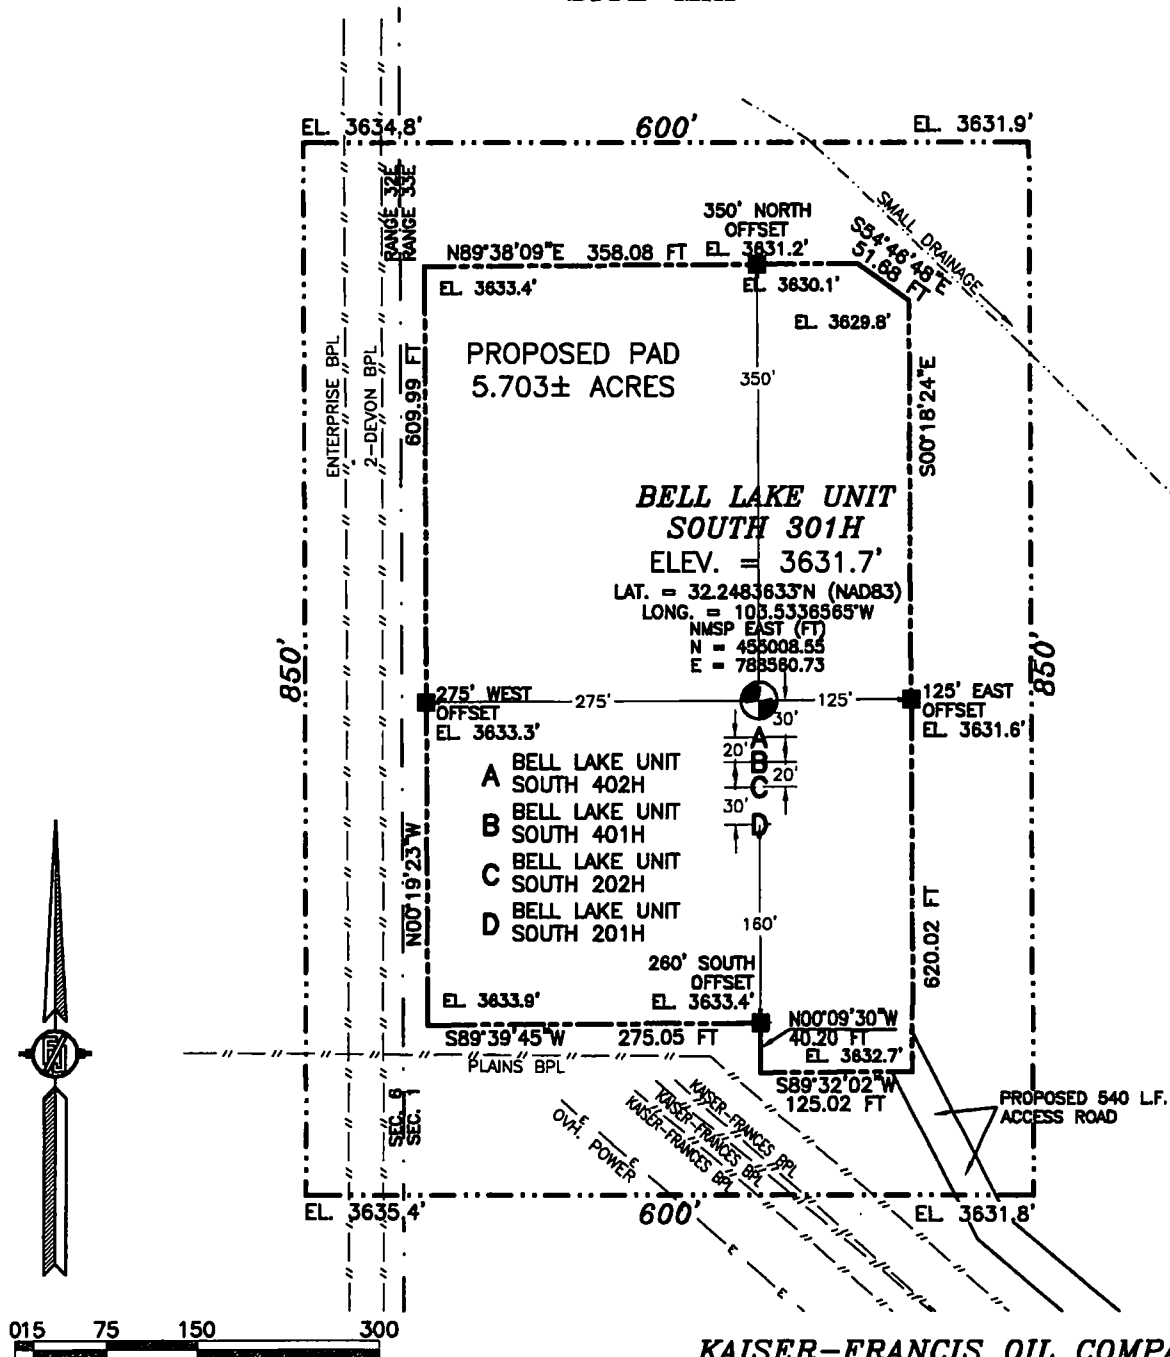 EL. 3634.8'
600'
EL. 3631.9'
RANGE 32E
RANGE 33E
350' NORTH
OFFSET
EL 3631.2'
SMALL DRAINAGE
S54°46'48"E
51.68 FT
N89°38'09"E 358.08 FT
EL. 3633.4'
EL 3630.1'
EL. 3629.8'
PROPOSED PAD
5.703± ACRES
350'
ENTERPRISE BPL
2-DEVON BPL
609.99 FT
S00°18'24"E
BELL LAKE UNIT
SOUTH 301H
ELEV. = 3631.7'
LAT. = 32.2483633°N (NAD83)
LONG. = 103.5336565°W
NMSP EAST (FT)
N = 455008.55
E = 788560.73
850'
850'
275' WEST
OFFSET
EL. 3633.3'
275'
125'
125' EAST
OFFSET
EL 3631.6'
30'
A
20'
B
20'
C
30'
D
A BELL LAKE UNIT
SOUTH 402H
B BELL LAKE UNIT
SOUTH 401H
C BELL LAKE UNIT
SOUTH 202H
D BELL LAKE UNIT
SOUTH 201H
N00°19'23"W
160'
620.02 FT
260' SOUTH
OFFSET
EL. 3633.4'
EL 3633.9'
N00°09'30"W
40.20 FT
EL 3632.7'
S89°39'45"W 275.05 FT
PLAINS BPL
S89°32'02"W
125.02 FT
SEC. 6
SEC. 1
E
OVH. POWER
E
E
E
KAISER-FRANCES BPL
KAISER-FRANCES BPL
KAISER-FRANCES BPL
PROPOSED 540 L.F.
ACCESS ROAD
EL. 3635.4'
600'
EL 3631.8'
015 75 150 300
KAISER-FRANCIS OIL